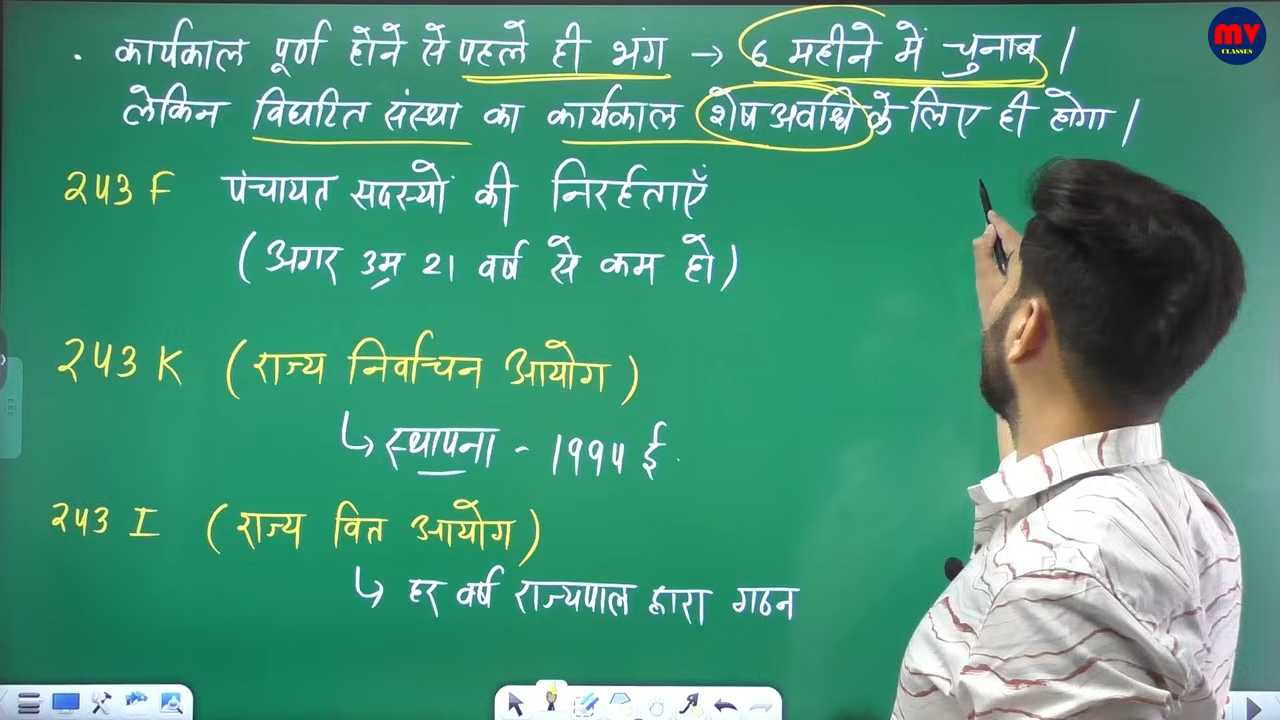 . कार्यकाल पूर्ण होने से पहले ही भंग → 6 महीने में चुनाव |
लेकिन विघटित संस्था का कार्यकाल शेष अवधि के लिए ही होगा |
243 F पंचायत सदस्यों की निरर्हताएँ
(अगर उम्र 21 वर्ष से कम हो)
243 K (राज्य निर्वाचन आयोग)
↳ स्थापना - 1994 ई.
243 I (राज्य वित्त आयोग)
↳ हर वर्ष राज्यपाल द्वारा गठन
MV
CLASSES